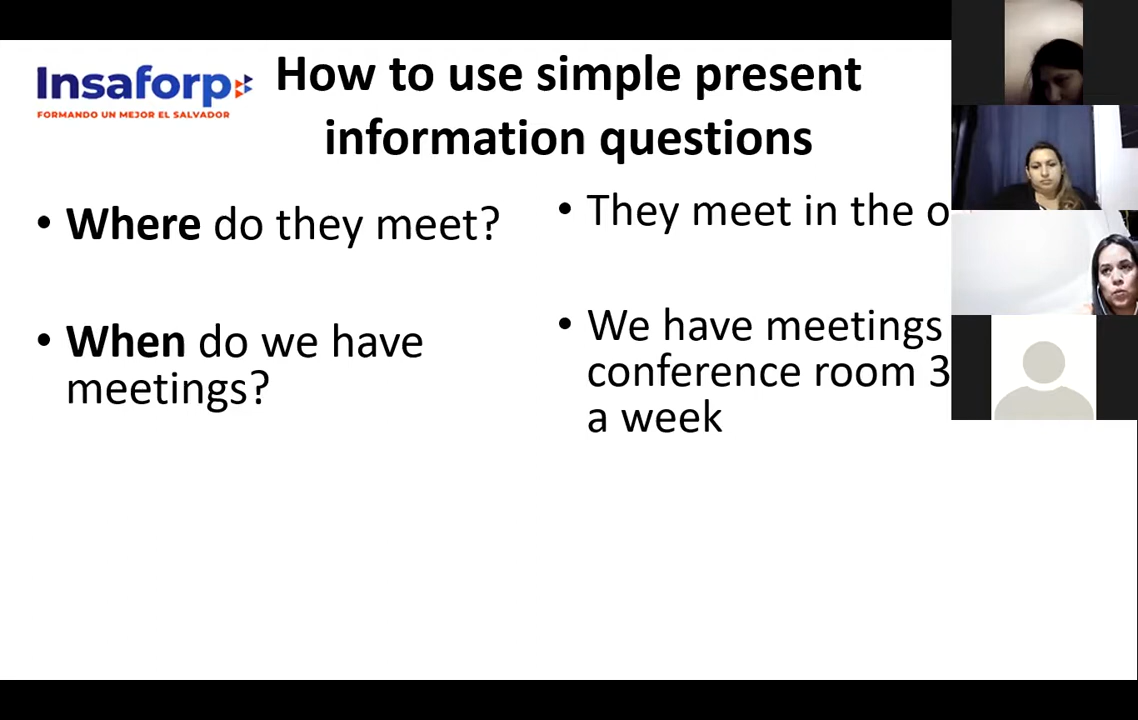 Insaforp
FORMANDO UN MEJOR EL SALVADOR
How to use simple present
information questions
• Where do they meet?
• When do we have
meetings?
• They meet in the o
• We have meetings
conference room 3
a week